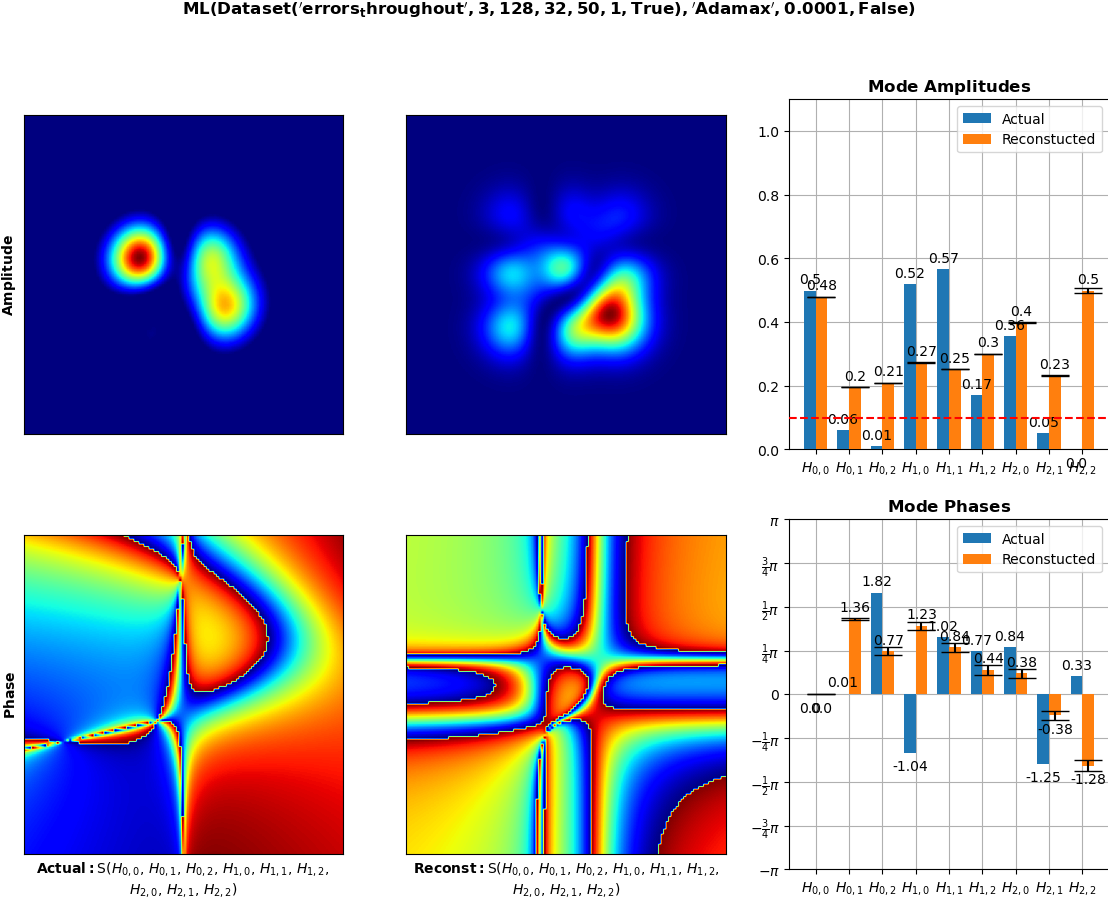 ML(Dataset('errors_throughout', 3, 128, 32, 50, 1, True), 'Adamax', 0.0001, False)
Amplitude
Mode Amplitudes
Actual
Reconstucted
1.0
0.8
0.6
0.4
0.2
0.0
0.5
0.48
0.06
0.2
0.01
0.21
0.52
0.27
0.57
0.25
0.17
0.3
0.36
0.4
0.05
0.23
0.0
0.5
H0,0 H0,1 H0,2 H1,0 H1,1 H1,2 H2,0 H2,1 H2,2
Phase
Mode Phases
Actual
Reconstucted
π
3/4π
1/2π
1/4π
0
−1/4π
−1/2π
−3/4π
−π
0.0
0.0
0.01
1.36
1.82
0.77
-1.04
1.23
1.02
0.84
0.77
0.44
0.84
0.38
-1.25
-0.38
0.33
-1.28
H0,0 H0,1 H0,2 H1,0 H1,1 H1,2 H2,0 H2,1 H2,2
Actual: S(H0,0, H0,1, H0,2, H1,0, H1,1, H1,2,
H2,0, H2,1, H2,2)
Reconst: S(H0,0, H0,1, H0,2, H1,0, H1,1, H1,2,
H2,0, H2,1, H2,2)